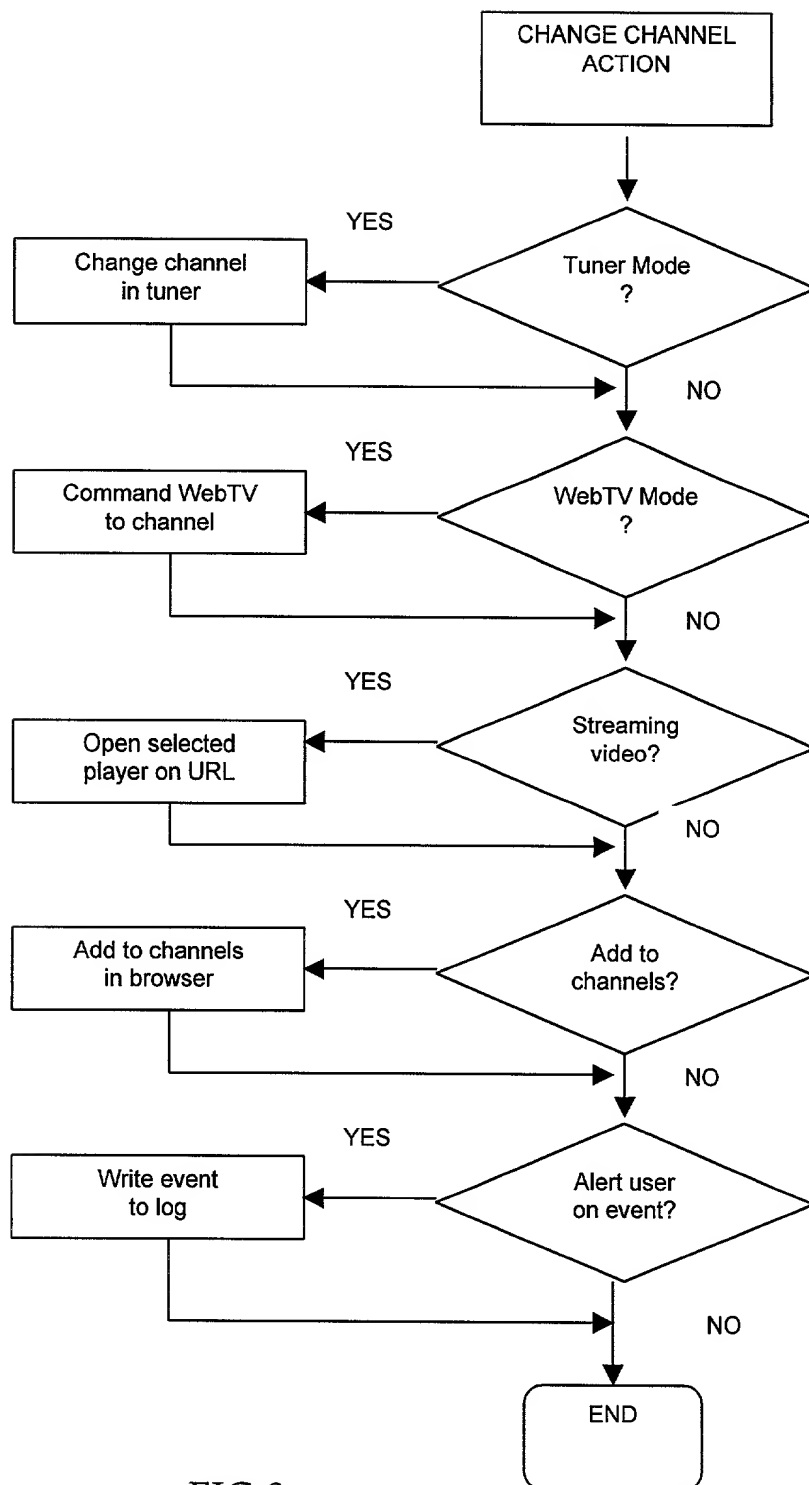 CHANGE CHANNEL
ACTION
YES
Change channel
in tuner
Tuner Mode
?
NO
YES
Command WebTV
to channel
WebTV Mode
?
NO
YES
Open selected
player on URL
Streaming
video?
NO
YES
Add to channels
in browser
Add to
channels?
NO
YES
Write event
to log
Alert user
on event?
NO
END